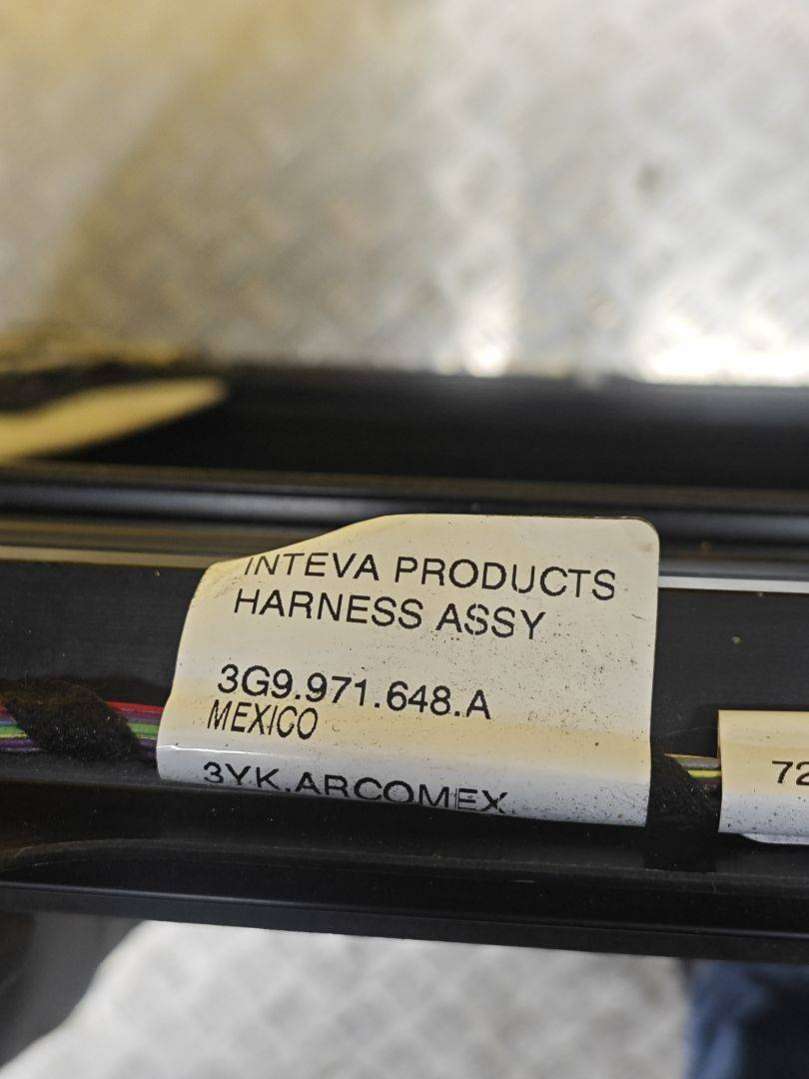 INTEVA PRODUCTS
HARNESS ASSY
3G9.971.648.A
MEXICO
3YK.ARCOMEX.
72